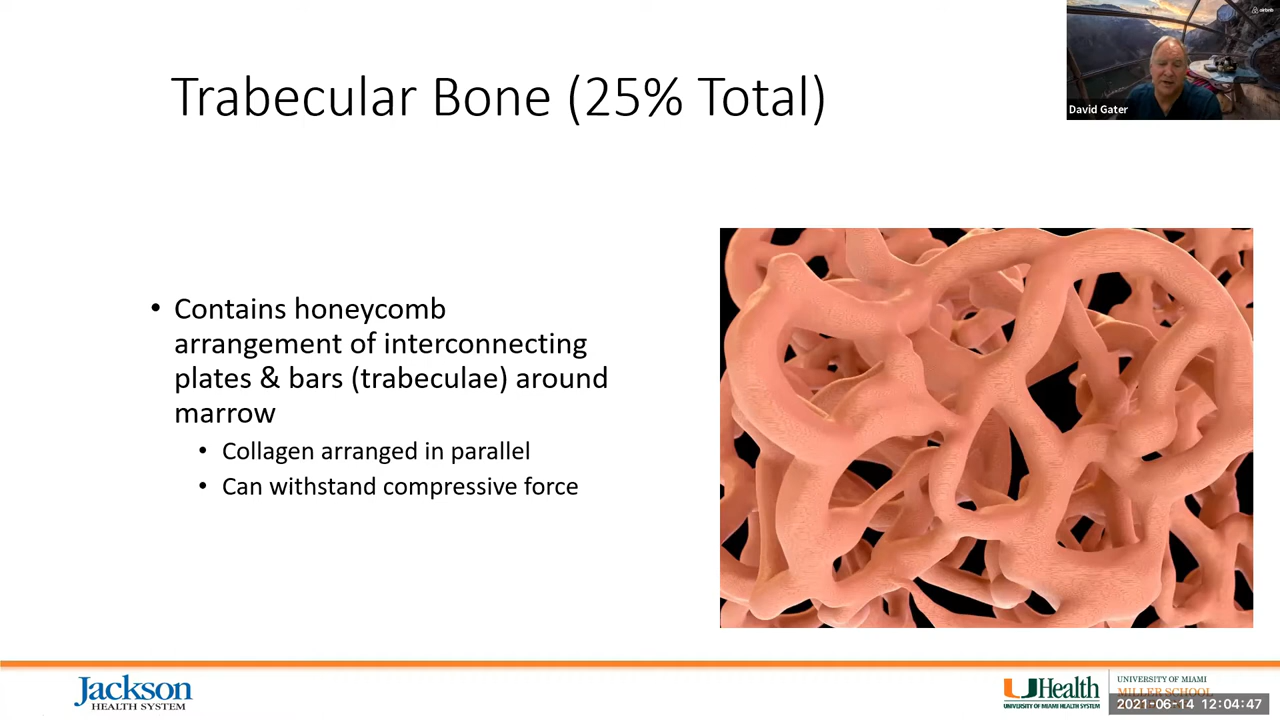 airbnb
David Gater
Trabecular Bone (25% Total)
• Contains honeycomb
arrangement of interconnecting
plates & bars (trabeculae) around
marrow
• Collagen arranged in parallel
• Can withstand compressive force
Jackson
HEALTH SYSTEM
UHealth
UNIVERSITY OF MIAMI HEALTH SYSTEM
UNIVERSITY OF MIAMI
MILLER SCHOOL
2021-06-14 12:04:47